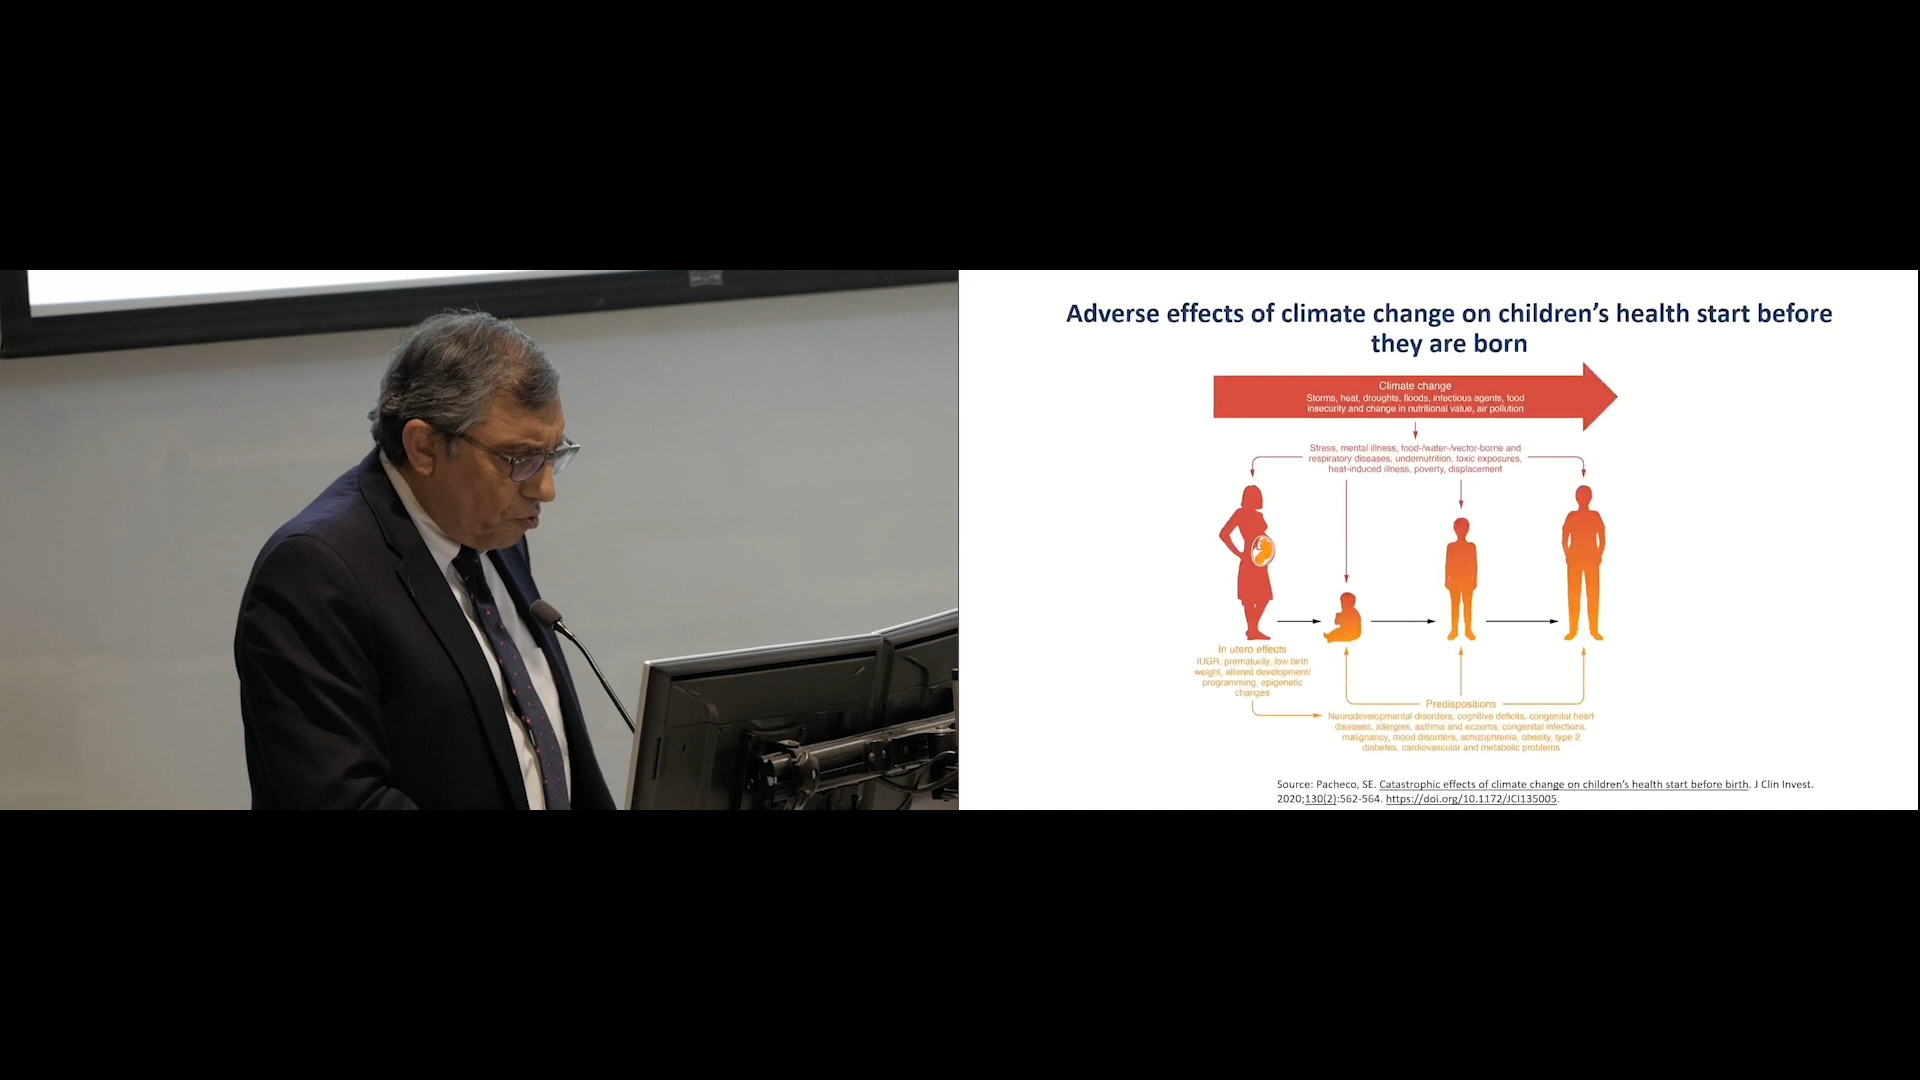 Adverse effects of climate change on children's health start before
they are born
Climate change
Storms, heat, droughts, floods, infectious agents, food
insecurity and change in nutritional value, air pollution
Stress, mental illness, food-/water-/vector-borne and
respiratory diseases, undernutrition, toxic exposures,
heat-induced illness, poverty, displacement
In utero effects
IUGR, prematurity, low birth
weight, altered development/
programming, epigenetic
changes
Predispositions
Neurodevelopmental disorders, cognitive deficits, congenital heart
diseases, allergies, asthma and eczema, congenital infections,
malignancy, mood disorders, schizophrenia, obesity, type 2
diabetes, cardiovascular and metabolic problems
Source: Pacheco, SE. Catastrophic effects of climate change on children's health start before birth. J Clin Invest.
2020;130(2):562-564. https://doi.org/10.1172/JCI135005.